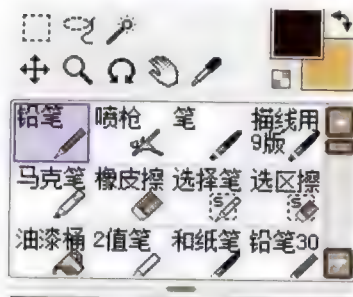 铅笔 喷枪 笔 描线用
9版
马克笔 橡皮擦 选择笔 选区擦
油漆桶 2值笔 和纸笔 铅笔30